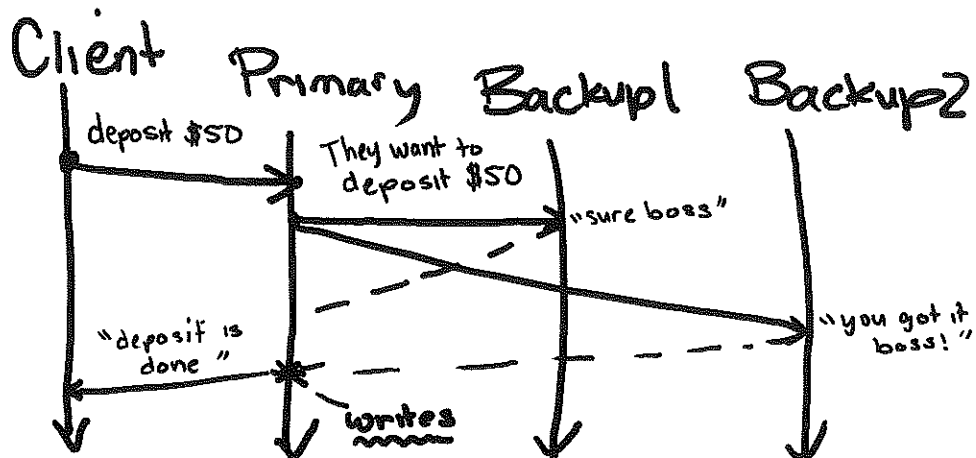 Client
Primary
Backup1
Backup2
deposit $50
They want to
deposit $50
"sure boss"
"you got it
boss!"
"deposit is
done"
writes